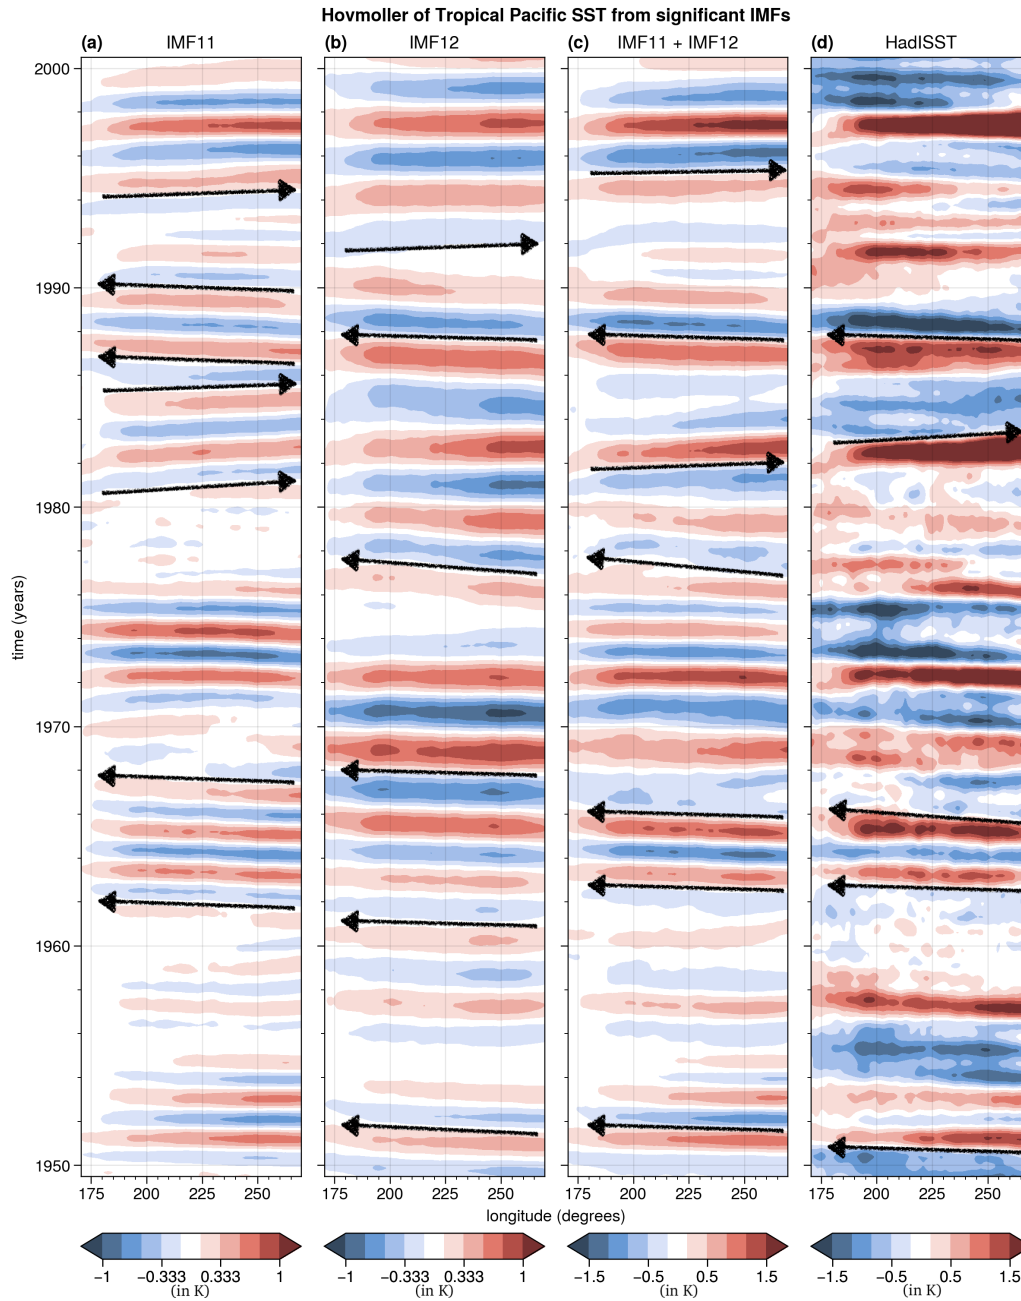 Hovmoller of Tropical Pacific SST from significant IMFs
(a) IMF11 (b) IMF12 (c) IMF11 + IMF12 (d) HadISST
2000
1990
1980
1970
1960
1950
time (years)
175 200 225 250 175 200 225 250 175 200 225 250 175 200 225 250
longitude (degrees)
−1 −0.333 0.333 1 −1 −0.333 0.333 1 −1.5 −0.5 0.5 1.5 −1.5 −0.5 0.5 1.5
(in K) (in K) (in K) (in K)